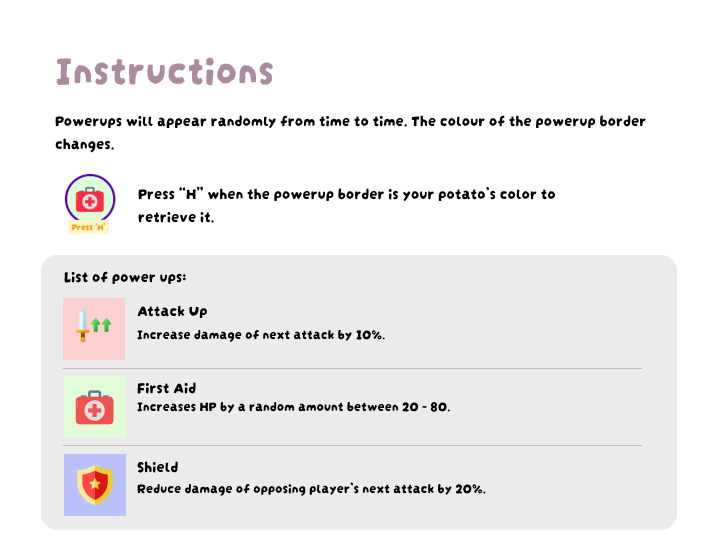 Instructions
Powerups will appear randomly from time to time. The colour of the powerup border
changes.
Press “H” when the powerup border is your potato’s color to
retrieve it.
Press 'H'
List of power ups:
Attack Up
Increase damage of next attack by 10%.
First Aid
Increases HP by a random amount between 20 - 80.
Shield
Reduce damage of opposing player’s next attack by 20%.